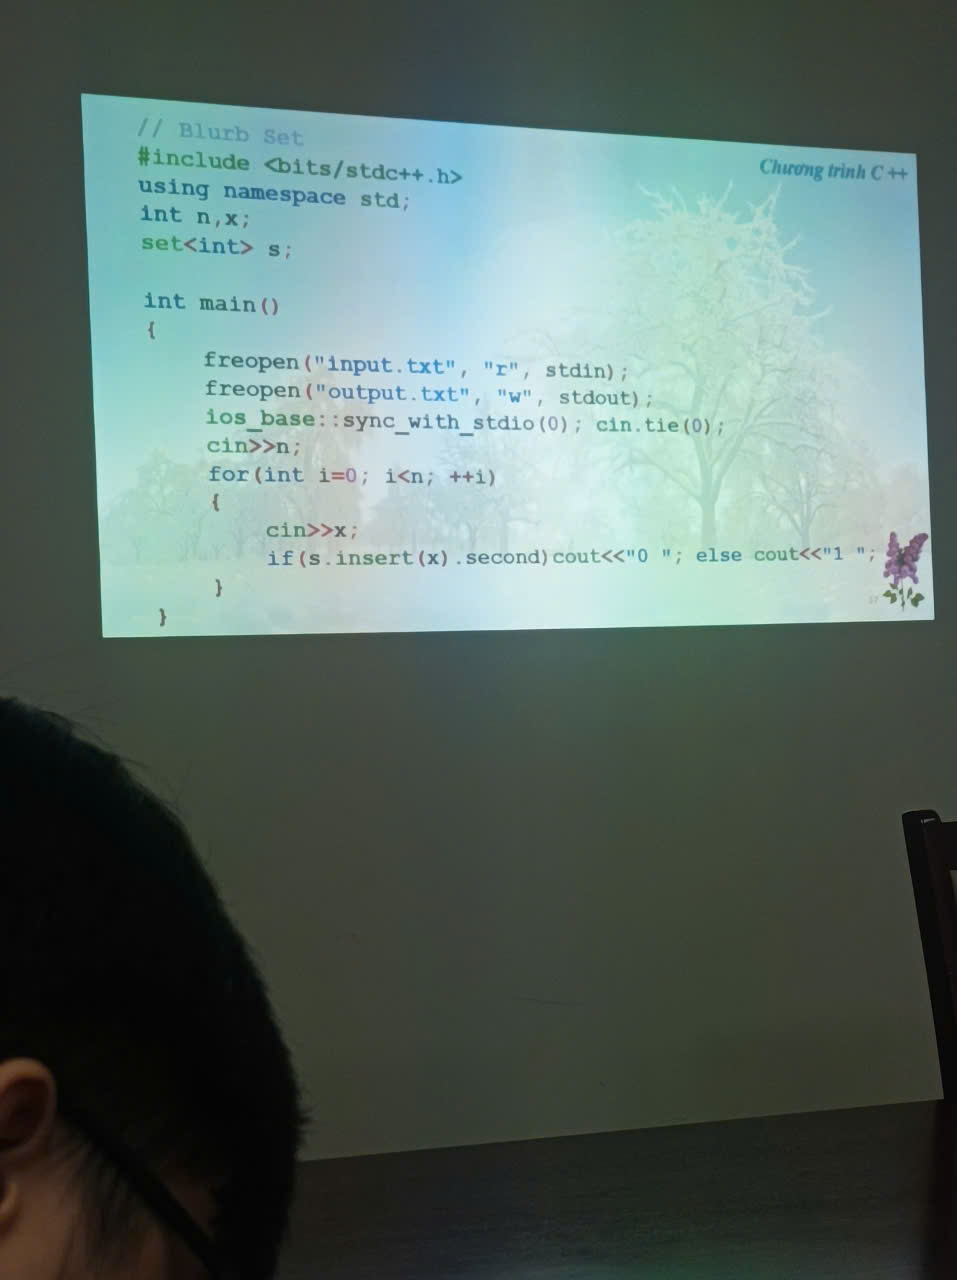 // Blurb Set
#include <bits/stdc++.h>
Chương trình C ++
using namespace std;
int n,x;
set<int> s;
int main()
{
freopen("input.txt", "r", stdin);
freopen("output.txt", "w", stdout);
ios_base::sync_with_stdio(0); cin.tie(0);
cin>>n;
for(int i=0; i<n; ++i)
{
cin>>x;
if(s.insert(x).second)cout<<"0 "; else cout<<"1 ";
}
}